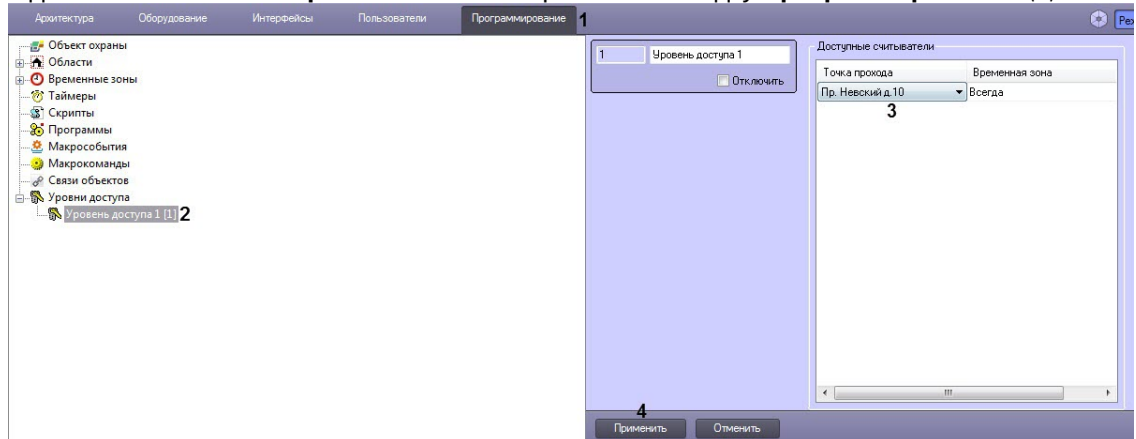 Архитектура Оборудование Интерфейсы Пользователи Программирование 1
Объект охраны
Области
Временные зоны
Таймеры
Скрипты
Программы
Макрособытия
Макрокоманды
Связи объектов
Уровни доступа
Уровень доступа 1 [1] 2
1 Уровень доступа 1
Отключить
Доступные считыватели
Точка прохода Временная зона
Пр. Невский д.10 Всегда
3
4
Применить Отменить